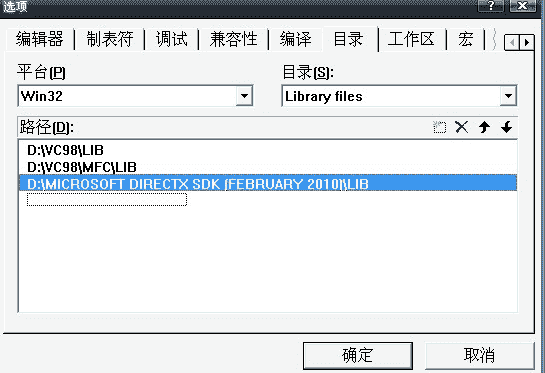 选项
编辑器 制表符 调试 兼容性 编译 目录 工作区 宏
平台(P) 目录(S):
Win32 Library files
路径(D):
D:\VC98\LIB
D:\VC98\MFC\LIB
D:\MICROSOFT DIRECTX SDK (FEBRUARY 2010)\LIB
确定 取消